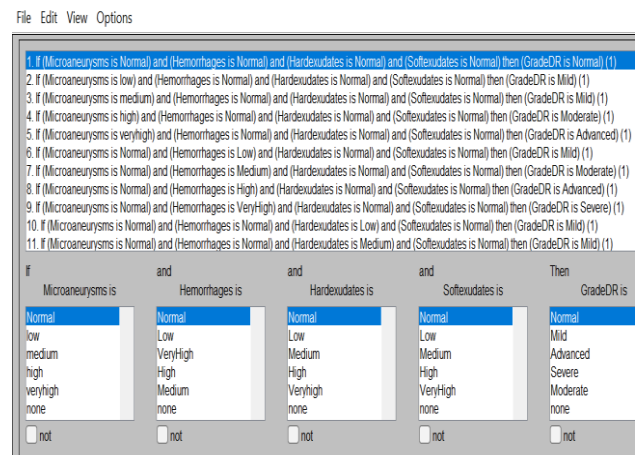 File Edit View Options
1. If (Microaneurysms is Normal) and (Hemorrhages is Normal) and (Hardexudates is Normal) and (Softexudates is Normal) then (GradeDR is Normal) (1)
2. If (Microaneurysms is low) and (Hemorrhages is Normal) and (Hardexudates is Normal) and (Softexudates is Normal) then (GradeDR is Mild) (1)
3. If (Microaneurysms is medium) and (Hemorrhages is Normal) and (Hardexudates is Normal) and (Softexudates is Normal) then (GradeDR is Mild) (1)
4. If (Microaneurysms is high) and (Hemorrhages is Normal) and (Hardexudates is Normal) and (Softexudates is Normal) then (GradeDR is Moderate) (1)
5. If (Microaneurysms is veryhigh) and (Hemorrhages is Normal) and (Hardexudates is Normal) and (Softexudates is Normal) then (GradeDR is Advanced) (1)
6. If (Microaneurysms is Normal) and (Hemorrhages is Low) and (Hardexudates is Normal) and (Softexudates is Normal) then (GradeDR is Mild) (1)
7. If (Microaneurysms is Normal) and (Hemorrhages is Medium) and (Hardexudates is Normal) and (Softexudates is Normal) then (GradeDR is Moderate) (1)
8. If (Microaneurysms is Normal) and (Hemorrhages is High) and (Hardexudates is Normal) and (Softexudates is Normal) then (GradeDR is Advanced) (1)
9. If (Microaneurysms is Normal) and (Hemorrhages is VeryHigh) and (Hardexudates is Normal) and (Softexudates is Normal) then (GradeDR is Severe) (1)
10. If (Microaneurysms is Normal) and (Hemorrhages is Normal) and (Hardexudates is Low) and (Softexudates is Normal) then (GradeDR is Mild) (1)
11. If (Microaneurysms is Normal) and (Hemorrhages is Normal) and (Hardexudates is Medium) and (Softexudates is Normal) then (GradeDR is Mild) (1)
If and and and Then
Microaneurysms is Hemorrhages is Hardexudates is Softexudates is GradeDR is
Normal Normal Normal Normal Normal
low Low Low Low Mild
medium VeryHigh Medium Medium Advanced
high High High High Severe
veryhigh Medium Veryhigh VeryHigh Moderate
none none none none none
not not not not not